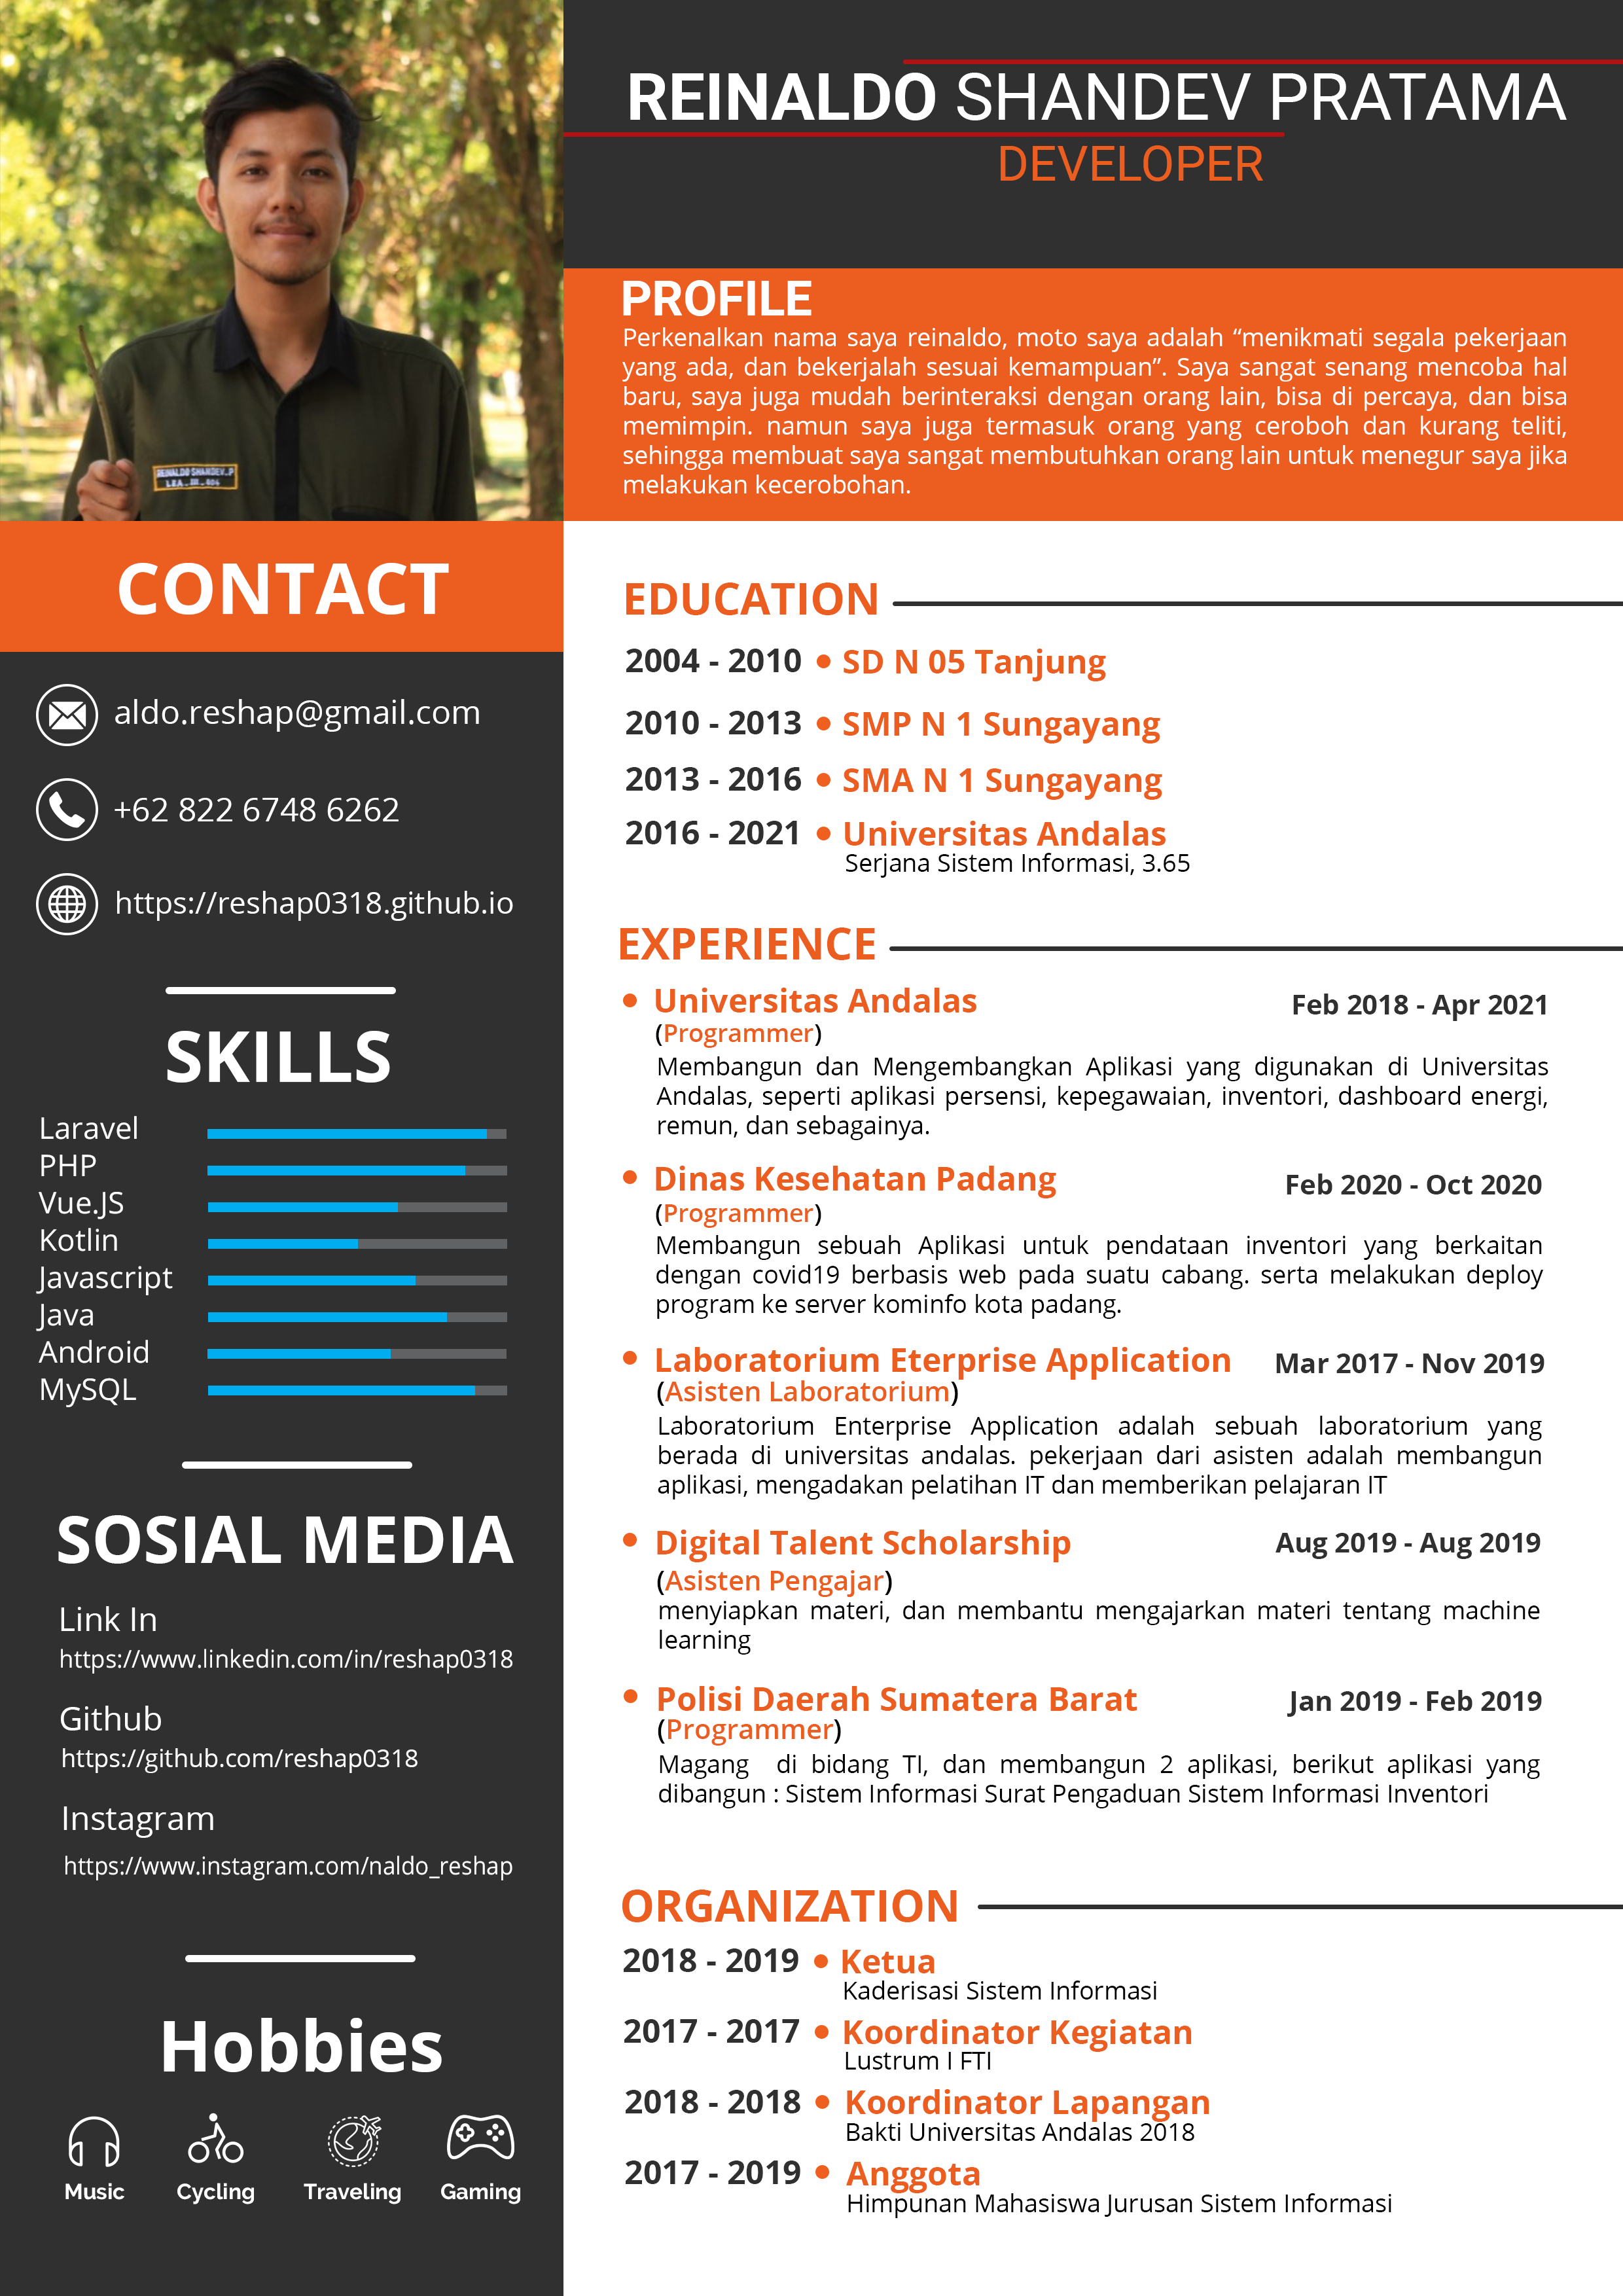 REINALDO SHANDEV PRATAMA
DEVELOPER
PROFILE
Perkenalkan nama saya reinaldo, moto saya adalah “menikmati segala pekerjaan
yang ada, dan bekerjalah sesuai kemampuan”. Saya sangat senang mencoba hal
baru, saya juga mudah berinteraksi dengan orang lain, bisa di percaya, dan bisa
memimpin. namun saya juga termasuk orang yang ceroboh dan kurang teliti,
sehingga membuat saya sangat membutuhkan orang lain untuk menegur saya jika
melakukan kecerobohan.
REINALDO SHANDEV.P
CONTACT
aldo.reshap@gmail.com
+62 822 6748 6262
https://reshap0318.github.io
SKILLS
Laravel
PHP
Vue.JS
Kotlin
Javascript
Java
Android
MySQL
SOSIAL MEDIA
Link In
https://www.linkedin.com/in/reshap0318
Github
https://github.com/reshap0318
Instagram
https://www.instagram.com/naldo_reshap
Hobbies
Music Cycling Traveling Gaming
EDUCATION
2004 - 2010 • SD N 05 Tanjung
2010 - 2013 • SMP N 1 Sungayang
2013 - 2016 • SMA N 1 Sungayang
2016 - 2021 • Universitas Andalas
Serjana Sistem Informasi, 3.65
EXPERIENCE
• Universitas Andalas Feb 2018 - Apr 2021
(Programmer)
Membangun dan Mengembangkan Aplikasi yang digunakan di Universitas
Andalas, seperti aplikasi persensi, kepegawaian, inventori, dashboard energi,
remun, dan sebagainya.
• Dinas Kesehatan Padang Feb 2020 - Oct 2020
(Programmer)
Membangun sebuah Aplikasi untuk pendataan inventori yang berkaitan
dengan covid19 berbasis web pada suatu cabang. serta melakukan deploy
program ke server kominfo kota padang.
• Laboratorium Eterprise Application Mar 2017 - Nov 2019
(Asisten Laboratorium)
Laboratorium Enterprise Application adalah sebuah laboratorium yang
berada di universitas andalas. pekerjaan dari asisten adalah membangun
aplikasi, mengadakan pelatihan IT dan memberikan pelajaran IT
• Digital Talent Scholarship Aug 2019 - Aug 2019
(Asisten Pengajar)
menyiapkan materi, dan membantu mengajarkan materi tentang machine
learning
• Polisi Daerah Sumatera Barat Jan 2019 - Feb 2019
(Programmer)
Magang di bidang TI, dan membangun 2 aplikasi, berikut aplikasi yang
dibangun : Sistem Informasi Surat Pengaduan Sistem Informasi Inventori
ORGANIZATION
2018 - 2019 • Ketua
Kaderisasi Sistem Informasi
2017 - 2017 • Koordinator Kegiatan
Lustrum I FTI
2018 - 2018 • Koordinator Lapangan
Bakti Universitas Andalas 2018
2017 - 2019 • Anggota
Himpunan Mahasiswa Jurusan Sistem Informasi